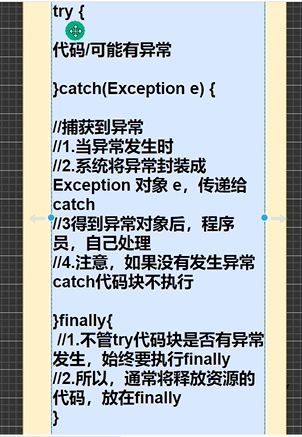 try {
代码/可能有异常
}catch(Exception e) {
//捕获到异常
//1.当异常发生时
//2.系统将异常封装成
Exception 对象 e，传递给
catch
//3得到异常对象后，程序
员，自己处理
//4.注意，如果没有发生异常
catch代码块不执行
}finally{
//1.不管try代码块是否有异常
发生，始终要执行finally
//2.所以，通常将释放资源的
代码，放在finally
}